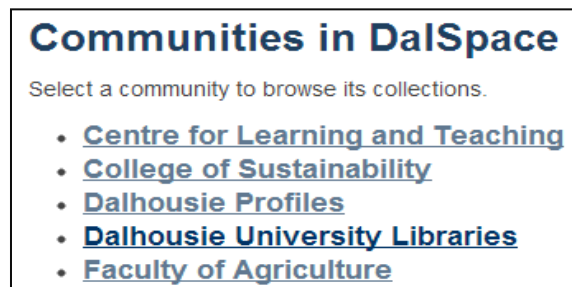 Communities in DalSpace
Select a community to browse its collections.
• Centre for Learning and Teaching
• College of Sustainability
• Dalhousie Profiles
• Dalhousie University Libraries
• Faculty of Agriculture